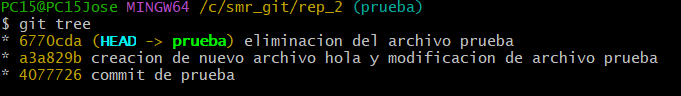 PC15@PC15Jose MINGW64 /c/smr_git/rep_2 (prueba)
$ git tree
* 6770cda (HEAD -> prueba) eliminacion del archivo prueba
* a3a829b creacion de nuevo archivo hola y modificacion de archivo prueba
* 4077726 commit de prueba